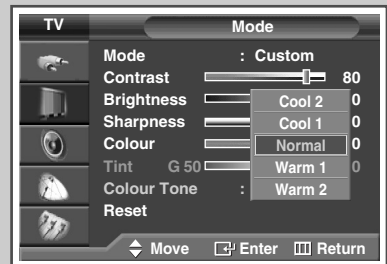 TV Mode
Mode : Custom
Contrast 80
Brightness 0
Sharpness 0
Colour 0
Tint G 50 0
Colour Tone :
Reset
Cool 2
Cool 1
Normal
Warm 1
Warm 2
Move Enter Return